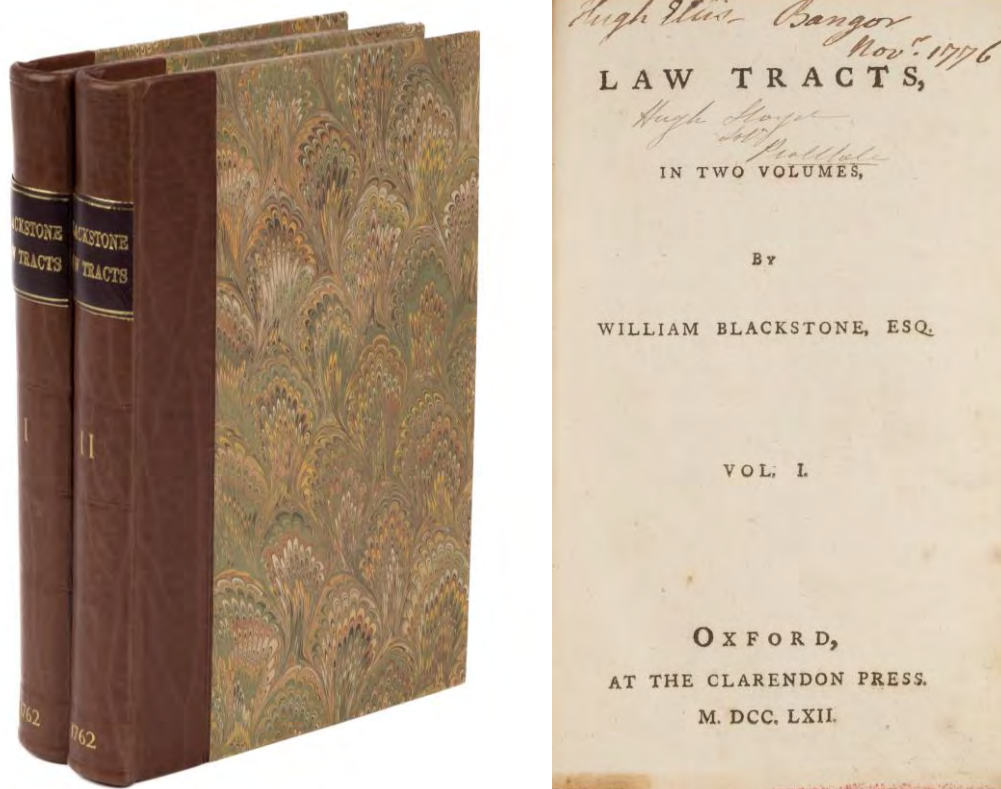 ACKSTONE
TRACTS
I
762
ACKSTONE
W TRACTS
II
1762
Hugh Ellis Bangor
Novr. 1776
LAW TRACTS,
Hugh
IN TWO VOLUMES,
BY
WILLIAM BLACKSTONE, ESQ.
VOL. I.
OXFORD,
AT THE CLARENDON PRESS.
M. DCC. LXII.